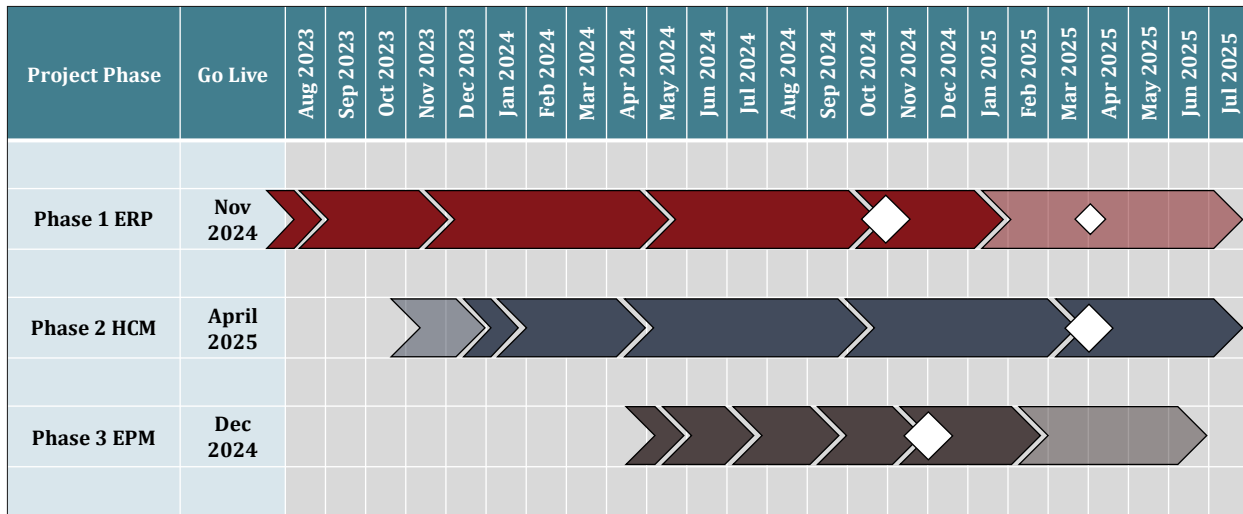 Project Phase
Go Live
Aug 2023
Sep 2023
Oct 2023
Nov 2023
Dec 2023
Jan 2024
Feb 2024
Mar 2024
Apr 2024
May 2024
Jun 2024
Jul 2024
Aug 2024
Sep 2024
Oct 2024
Nov 2024
Dec 2024
Jan 2025
Feb 2025
Mar 2025
Apr 2025
May 2025
Jun 2025
Jul 2025
Phase 1 ERP
Nov
2024
Phase 2 HCM
April
2025
Phase 3 EPM
Dec
2024